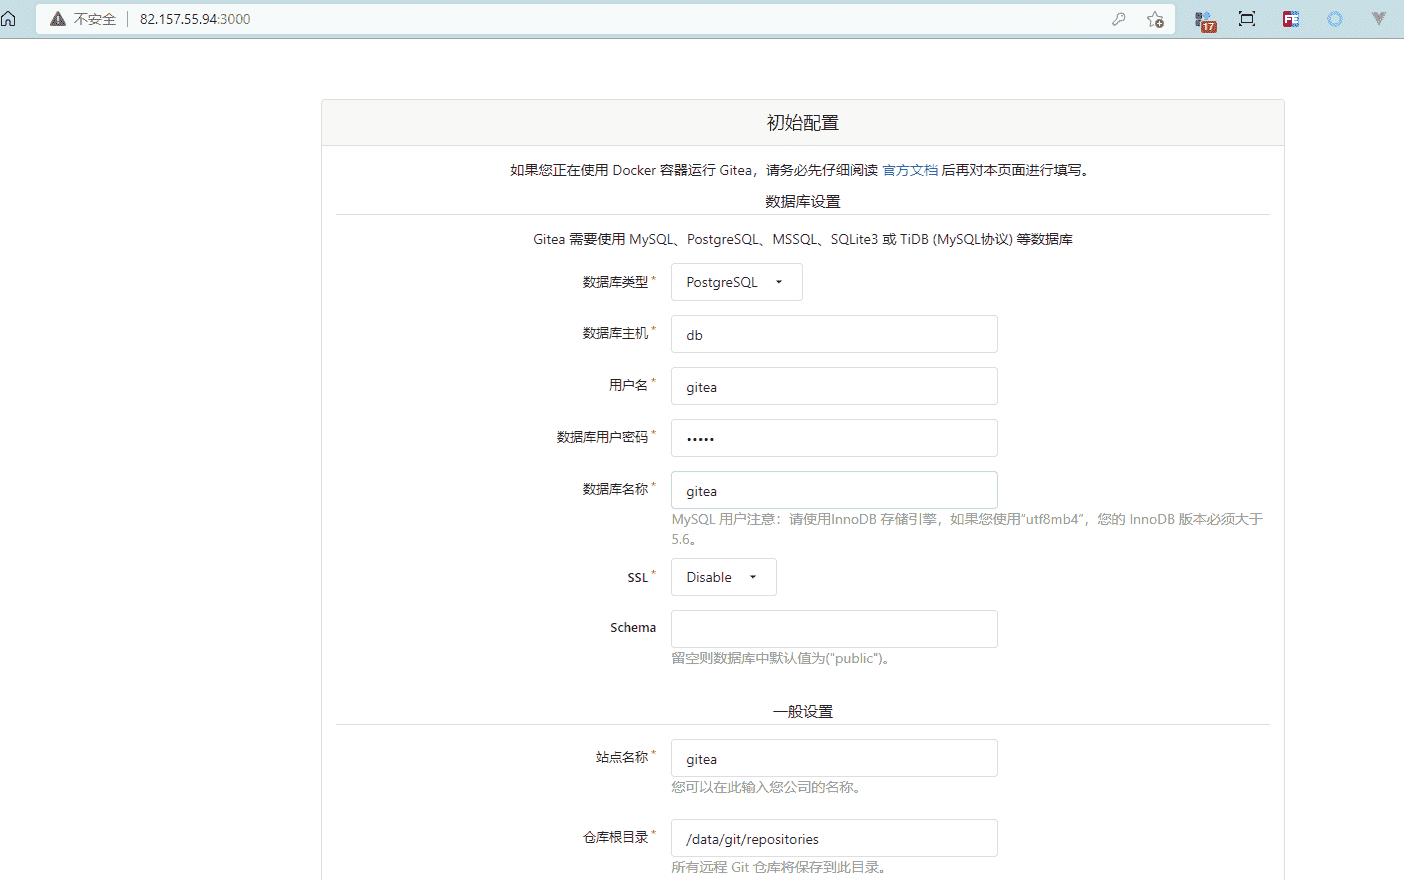 不安全 82.157.55.94:3000
17
FE
初始配置
如果您正在使用 Docker 容器运行 Gitea，请务必先仔细阅读 官方文档 后再对本页面进行填写。
数据库设置
Gitea 需要使用 MySQL、PostgreSQL、MSSQL、SQLite3 或 TiDB (MySQL协议) 等数据库
数据库类型* PostgreSQL
数据库主机* db
用户名* gitea
数据库用户密码* •••••
数据库名称* gitea
MySQL 用户注意：请使用InnoDB 存储引擎，如果您使用"utf8mb4"，您的 InnoDB 版本必须大于
5.6。
SSL* Disable
Schema
留空则数据库中默认值为("public")。
一般设置
站点名称* gitea
您可以在此输入您公司的名称。
仓库根目录* /data/git/repositories
所有远程 Git 仓库将保存到此目录。